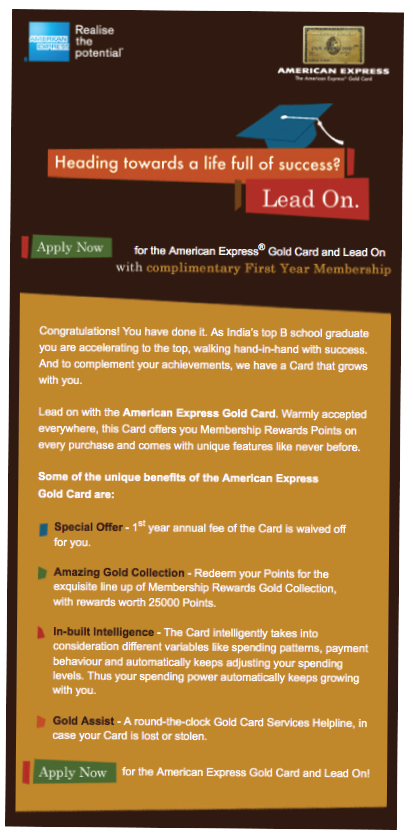 AMERICAN EXPRESS
Realise
the
potential™
AMERICAN EXPRESS
The American Express® Gold Card
Heading towards a life full of success?
Lead On.
Apply Now for the American Express® Gold Card and Lead On
with complimentary First Year Membership
Congratulations! You have done it. As India's top B school graduate
you are accelerating to the top, walking hand-in-hand with success.
And to complement your achievements, we have a Card that grows
with you.
Lead on with the American Express Gold Card. Warmly accepted
everywhere, this Card offers you Membership Rewards Points on
every purchase and comes with unique features like never before.
Some of the unique benefits of the American Express
Gold Card are:
Special Offer - 1st year annual fee of the Card is waived off
for you.
Amazing Gold Collection - Redeem your Points for the
exquisite line up of Membership Rewards Gold Collection,
with rewards worth 25000 Points.
In-built Intelligence - The Card intelligently takes into
consideration different variables like spending patterns, payment
behaviour and automatically keeps adjusting your spending
levels. Thus your spending power automatically keeps growing
with you.
Gold Assist - A round-the-clock Gold Card Services Helpline, in
case your Card is lost or stolen.
Apply Now for the American Express Gold Card and Lead On!